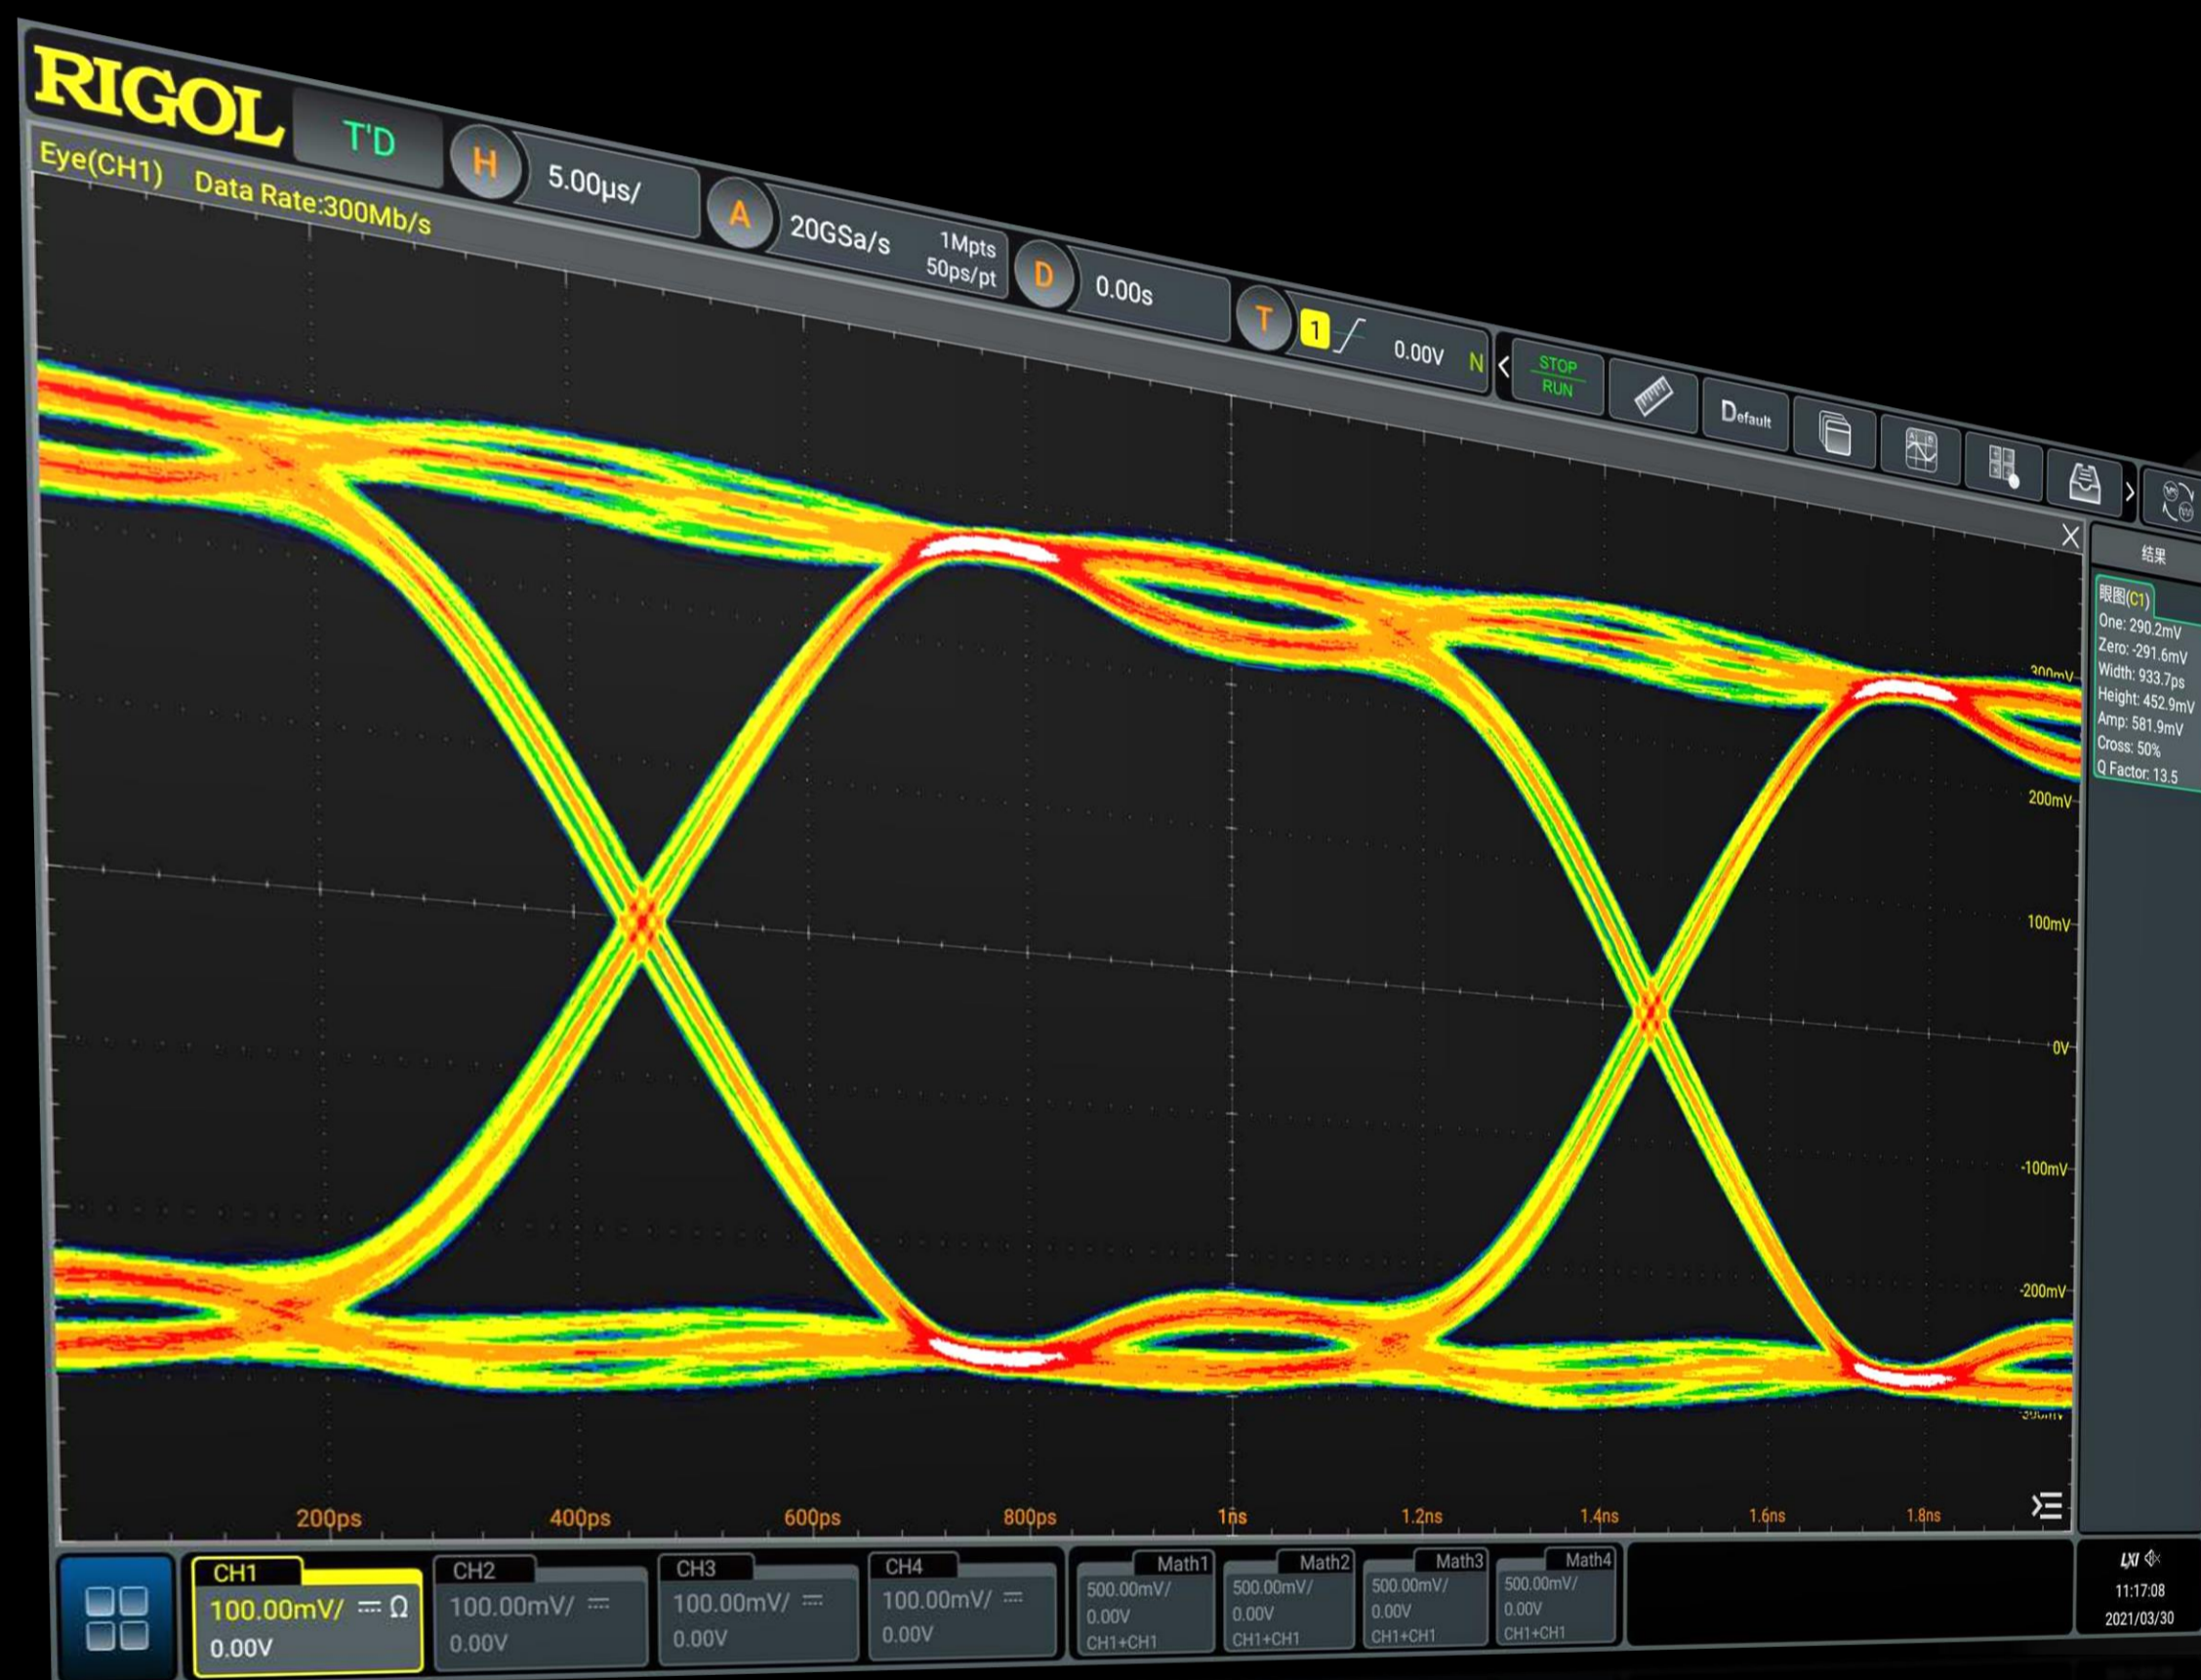 RIGOL
T'D
H
5.00μs/
A
20GSa/s
1Mpts
50ps/pt
D
0.00s
T
1
0.00V
N
STOP
RUN
Default
Eye(CH1) Data Rate:300Mb/s
结果
眼图(C1)
One: 290.2mV
Zero: -291.6mV
Width: 933.7ps
Height: 452.9mV
Amp: 581.9mV
Cross: 50%
Q Factor: 13.5
300mV
200mV
100mV
0V
-100mV
-200mV
-300mV
200ps 400ps 600ps 800ps 1ns 1.2ns 1.4ns 1.6ns 1.8ns
CH1
100.00mV/ Ω
0.00V
CH2
100.00mV/
0.00V
CH3
100.00mV/
0.00V
CH4
100.00mV/
0.00V
Math1
500.00mV/
0.00V
CH1+CH1
Math2
500.00mV/
0.00V
CH1+CH1
Math3
500.00mV/
0.00V
CH1+CH1
Math4
500.00mV/
0.00V
CH1+CH1
LXI
11:17:08
2021/03/30